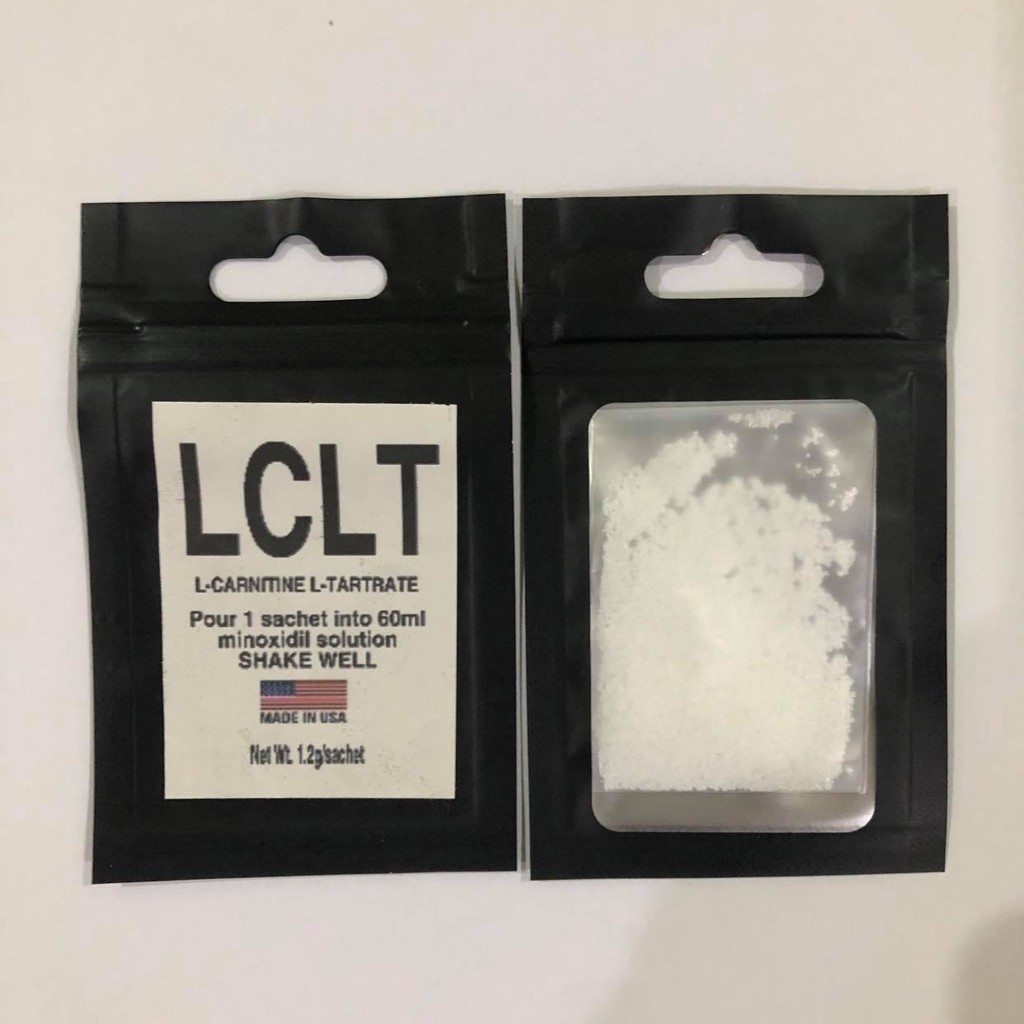 LCLT
L-CARNITINE L-TARTRATE
Pour 1 sachet into 60ml
minoxidil solution
SHAKE WELL
MADE IN USA
Net Wt. 1.2g/sachet